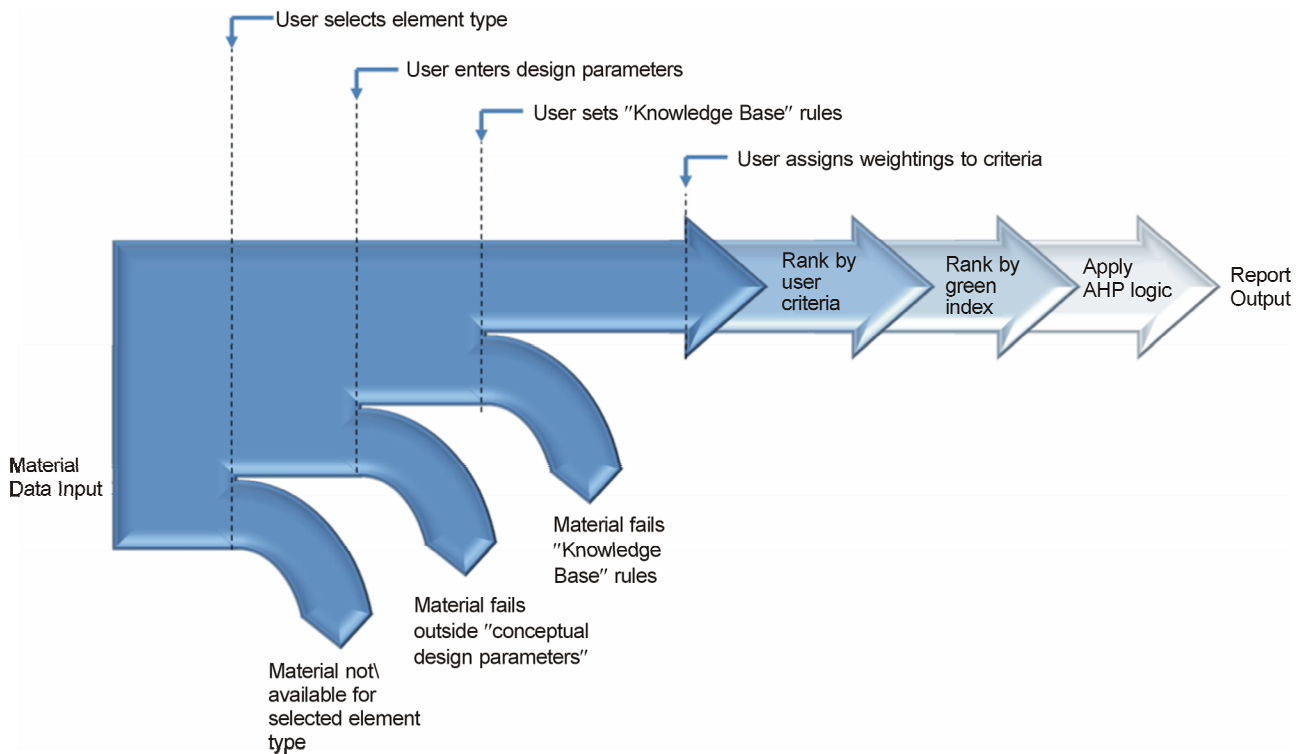 User selects element type
User enters design parameters
User sets "Knowledge Base" rules
User assigns weightings to criteria
Rank by
user
criteria
Rank by
green
index
Apply
AHP logic
Report
Output
Material
Data Input
Material fails
"Knowledge
Base" rules
Material fails
outside "conceptual
design parameters"
Material not\
available for
selected element
type